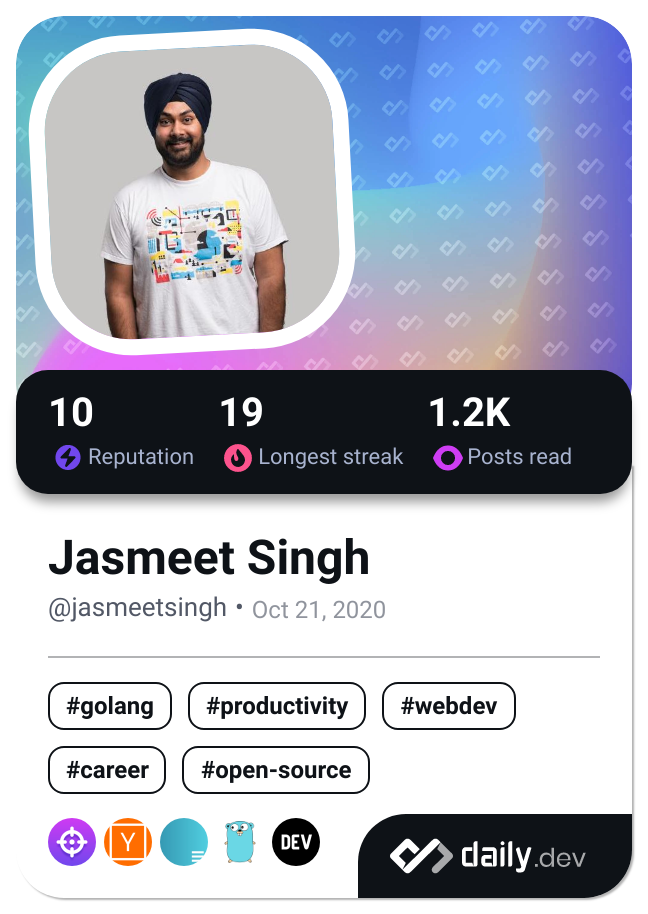 10 19 1.2K
Reputation Longest streak Posts read
Jasmeet Singh
@jasmeetsingh • Oct 21, 2020
#golang #productivity #webdev
#career #open-source
Y DEV
daily.dev